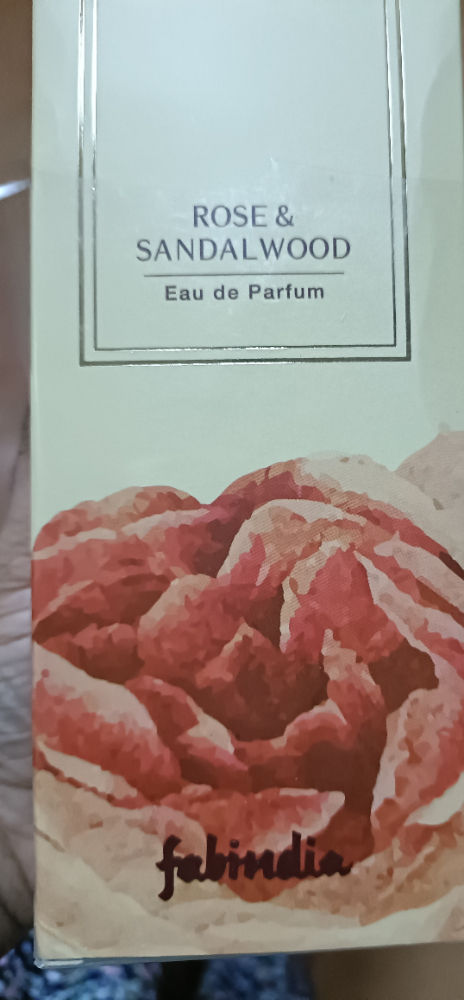 ROSE &
SANDALWOOD
Eau de Parfum
fabindia